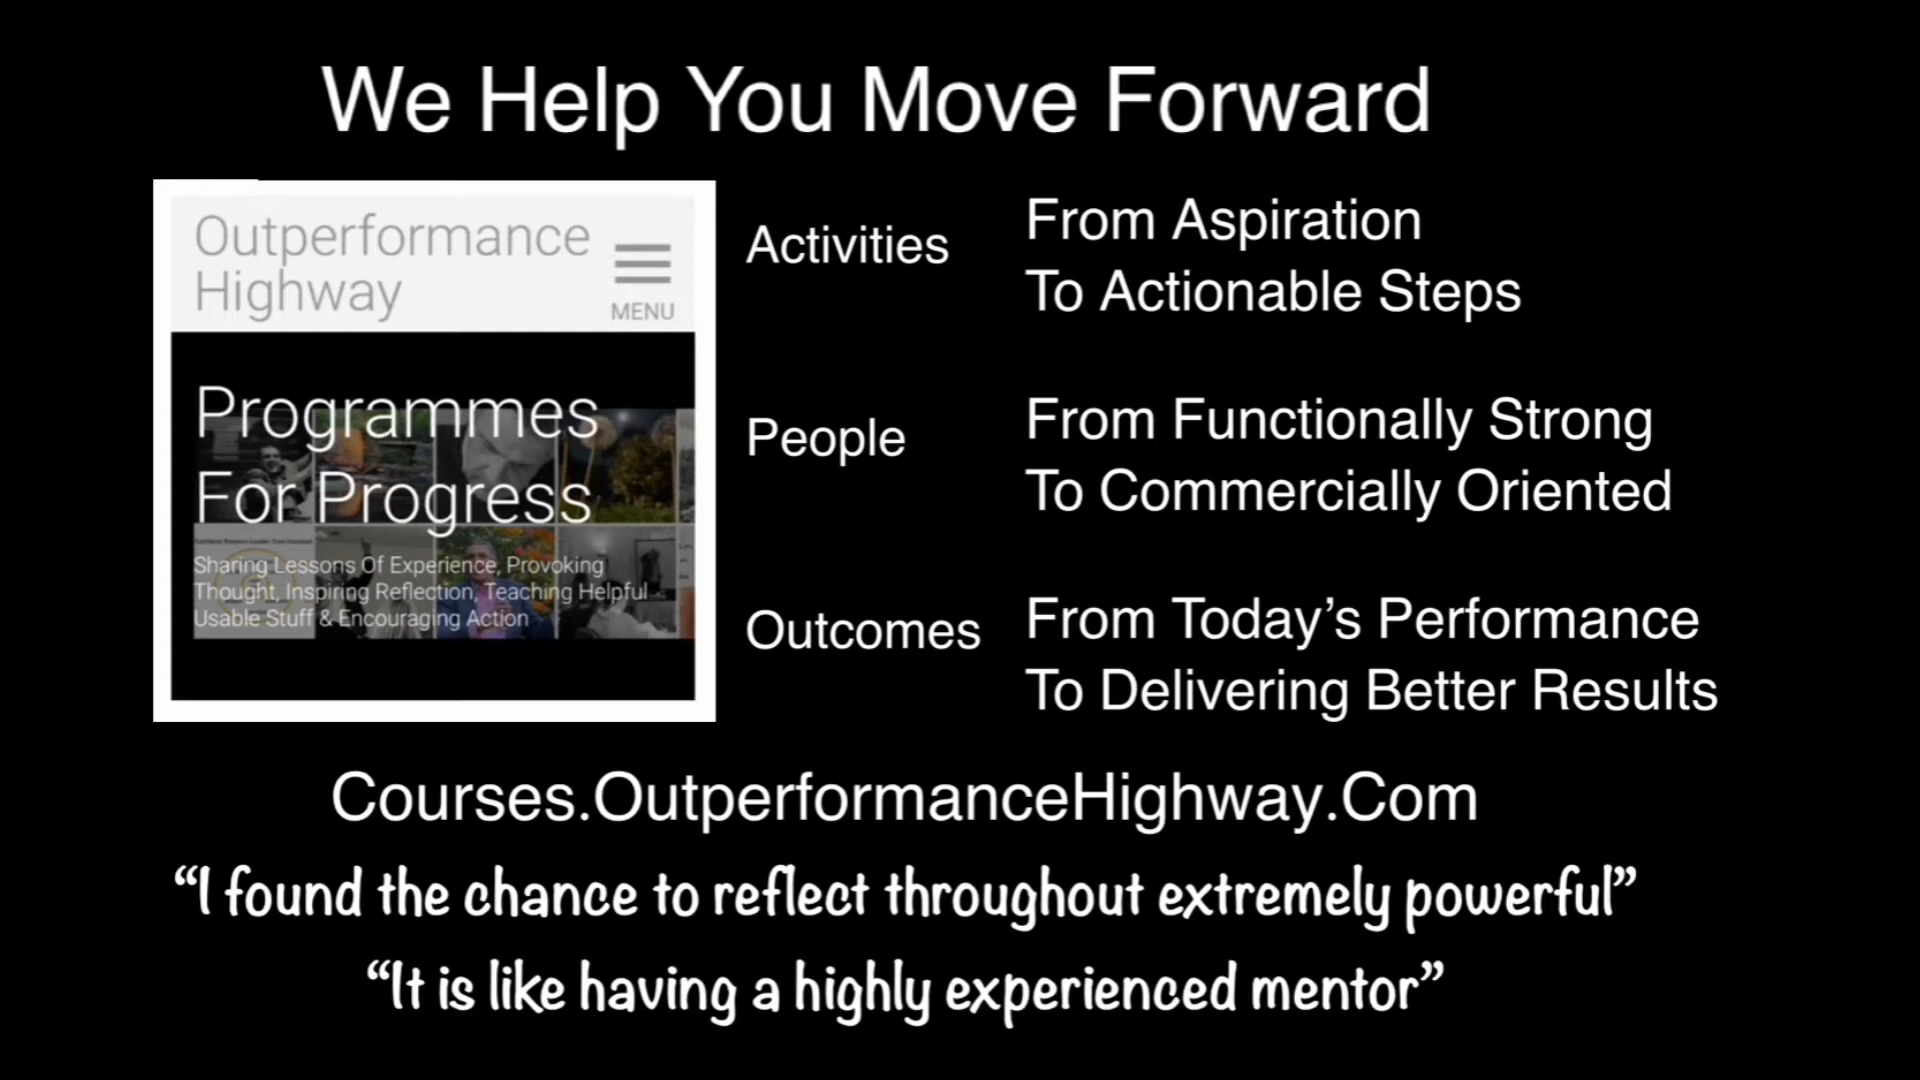 We Help You Move Forward
Outperformance
Highway
MENU
Programmes
For Progress
Sharing Lessons Of Experience, Provoking
Thought, Inspiring Reflection, Teaching Helpful
Usable Stuff & Encouraging Action
Activities
From Aspiration
To Actionable Steps
People
From Functionally Strong
To Commercially Oriented
Outcomes
From Today’s Performance
To Delivering Better Results
Courses.OutperformanceHighway.Com
“I found the chance to reflect throughout extremely powerful”
“It is like having a highly experienced mentor”